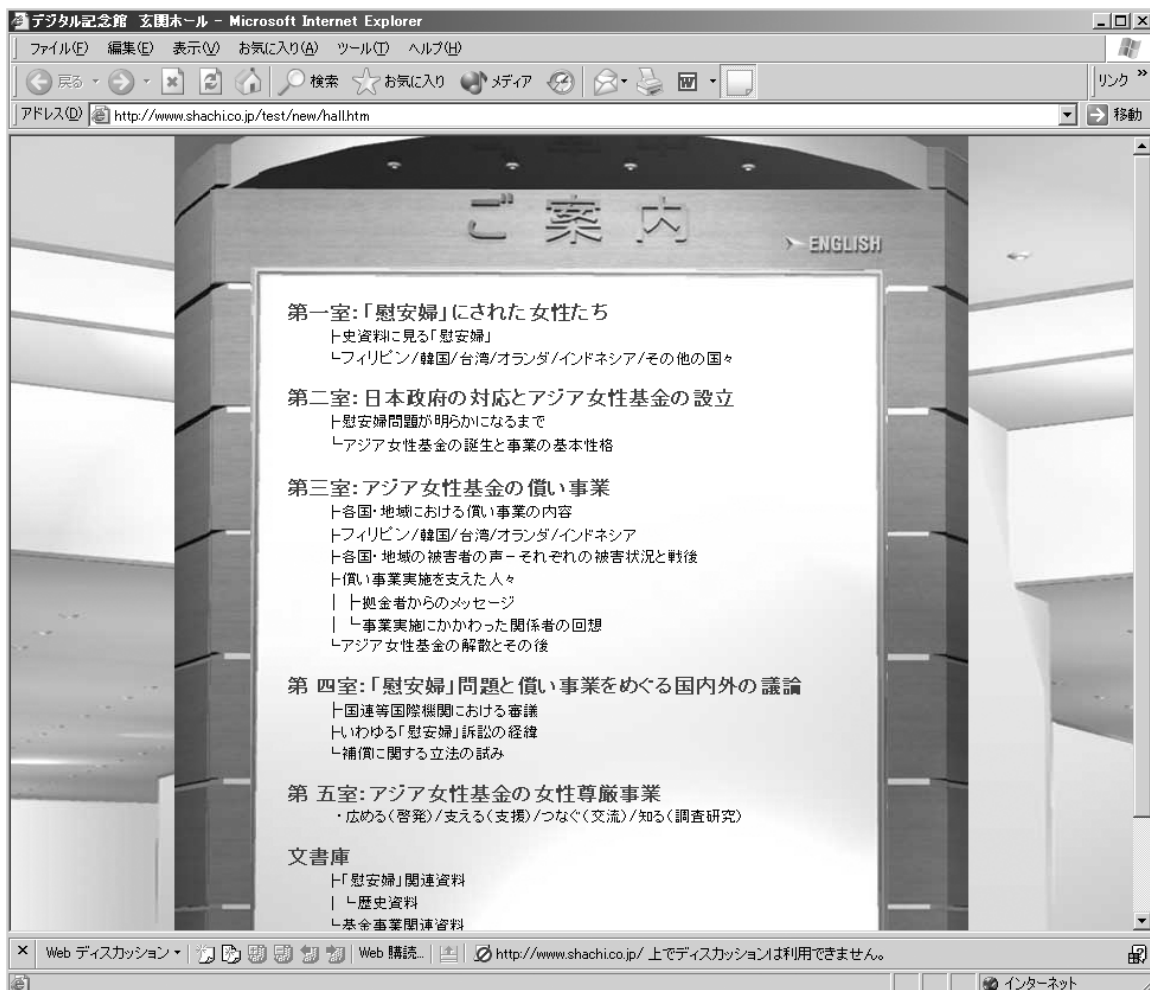 デジタル記念館 玄関ホール - Microsoft Internet Explorer
ファイル(F) 編集(E) 表示(V) お気に入り(A) ツール(T) ヘルプ(H)
戻る 検索 お気に入り メディア リンク »
アドレス(D) http://www.shachi.co.jp/test/new/hall.htm 移動
ご案内
ENGLISH
第一室:「慰安婦」にされた女性たち
├史資料に見る「慰安婦」
└フィリピン/韓国/台湾/オランダ/インドネシア/その他の国々
第二室:日本政府の対応とアジア女性基金の設立
├慰安婦問題が明らかになるまで
└アジア女性基金の誕生と事業の基本性格
第三室:アジア女性基金の償い事業
├各国・地域における償い事業の内容
├フィリピン/韓国/台湾/オランダ/インドネシア
├各国・地域の被害者の声-それぞれの被害状況と戦後
├償い事業実施を支えた人々
| ├拠金者からのメッセージ
| └事業実施にかかわった関係者の回想
└アジア女性基金の解散とその後
第 四室:「慰安婦」問題と償い事業をめぐる国内外の議論
├国連等国際機関における審議
├いわゆる「慰安婦」訴訟の経緯
└補償に関する立法の試み
第 五室:アジア女性基金の女性尊厳事業
・広める(啓発)/支える(支援)/つなぐ(交流)/知る(調査研究)
文書庫
├「慰安婦」関連資料
| └歴史資料
└基金事業関連資料
Web ディスカッション Web 購読... http://www.shachi.co.jp/ 上でディスカッションは利用できません。
インターネット